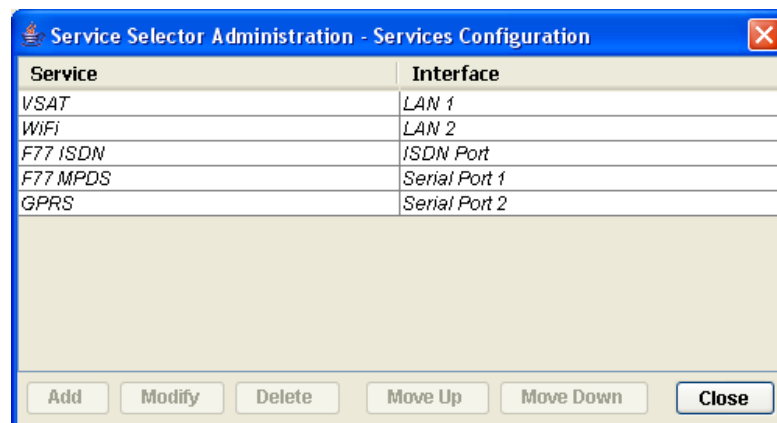 Service Selector Administration - Services Configuration
Service Interface
VSAT LAN 1
WiFi LAN 2
F77 ISDN ISDN Port
F77 MPDS Serial Port 1
GPRS Serial Port 2
Add Modify Delete Move Up Move Down Close